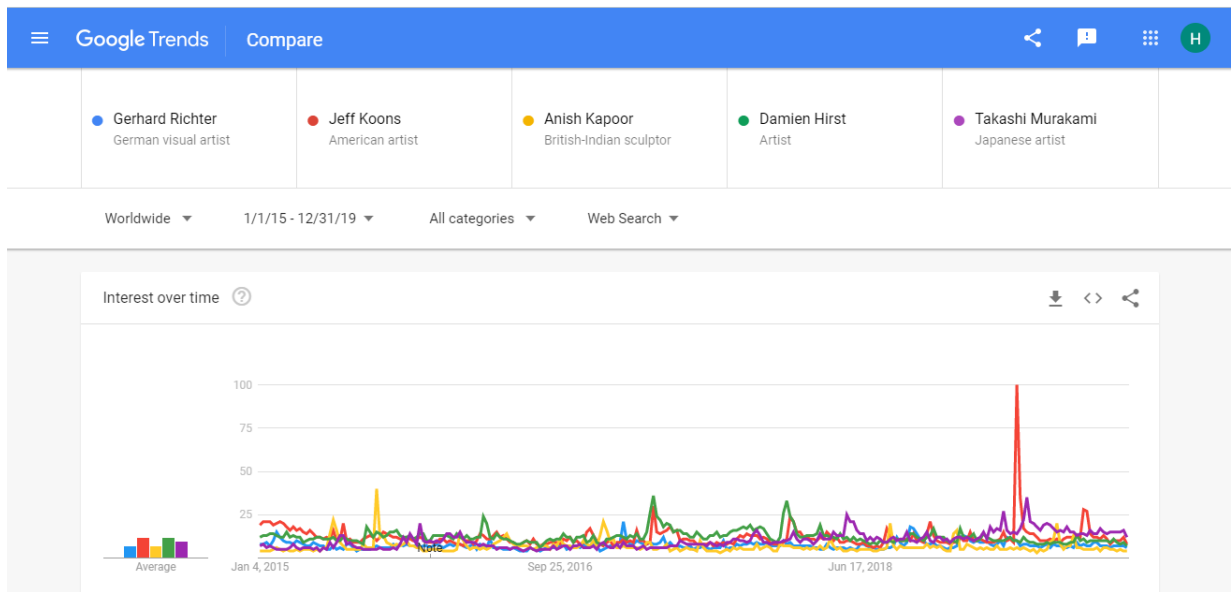 Google Trends Compare H
Gerhard Richter Jeff Koons Anish Kapoor Damien Hirst Takashi Murakami
German visual artist American artist British-Indian sculptor Artist Japanese artist
Worldwide 1/1/15 - 12/31/19 All categories Web Search
Interest over time ?
100
75
50
25
Note
Average Jan 4, 2015 Sep 25, 2016 Jun 17, 2018